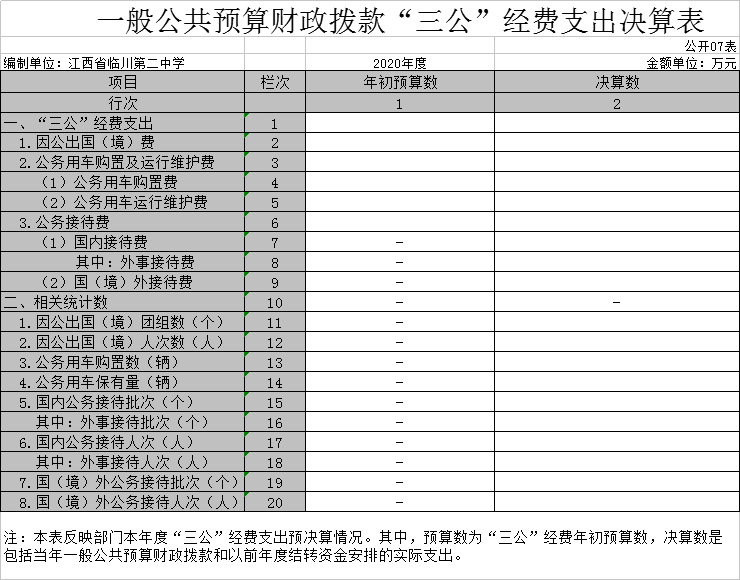 一般公共预算财政拨款“三公”经费支出决算表
公开07表
编制单位：江西省临川第二中学 2020年度 金额单位：万元
项目 栏次 年初预算数 决算数
行次 1 2
一、“三公”经费支出 1
1.因公出国（境）费 2
2.公务用车购置及运行维护费 3
（1）公务用车购置费 4
（2）公务用车运行维护费 5
3.公务接待费 6
（1）国内接待费 7 —
其中：外事接待费 8 —
（2）国（境）外接待费 9 —
二、相关统计数 10 — —
1.因公出国（境）团组数（个） 11 —
2.因公出国（境）人次数（人） 12 —
3.公务用车购置数（辆） 13 —
4.公务用车保有量（辆） 14 —
5.国内公务接待批次（个） 15 —
其中：外事接待批次（个） 16 —
6.国内公务接待人次（人） 17 —
其中：外事接待人次（人） 18 —
7.国（境）外公务接待批次（个） 19 —
8.国（境）外公务接待人次（人） 20 —
注：本表反映部门本年度“三公”经费支出预决算情况。其中，预算数为“三公”经费年初预算数，决算数是
包括当年一般公共预算财政拨款和以前年度结转资金安排的实际支出。